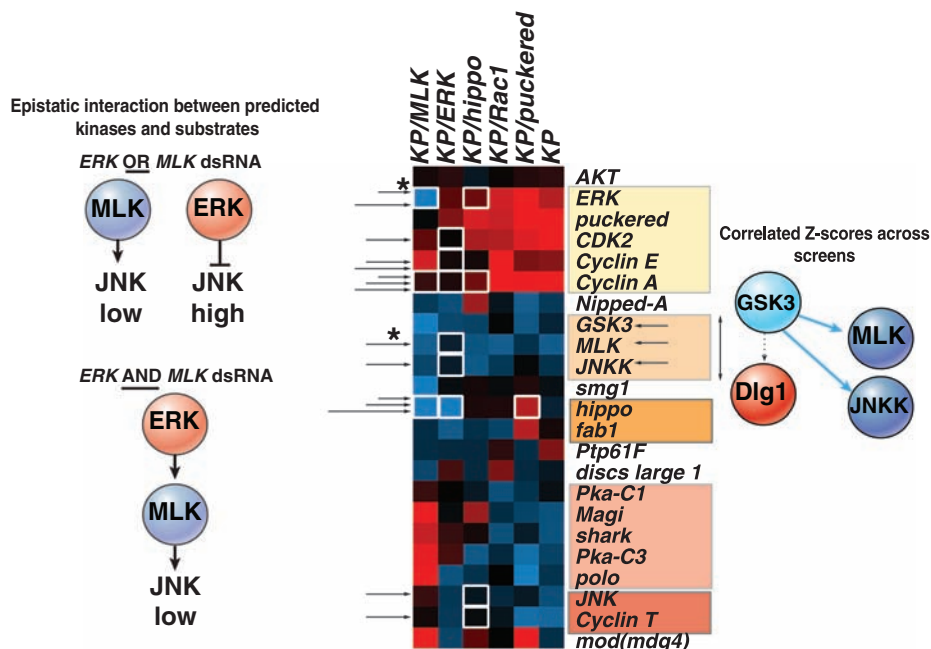 Epistatic interaction between predicted
kinases and substrates
ERK OR MLK dsRNA
MLK
ERK
JNK
low
JNK
high
ERK AND MLK dsRNA
ERK
MLK
JNK
low
KP/MLK
KP/ERK
KP/hippo
KP/Rac1
KP/puckered
KP
*
*
AKT
ERK
puckered
CDK2
Cyclin E
Cyclin A
Nipped-A
GSK3
MLK
JNKK
smg1
hippo
fab1
Ptp61F
discs large 1
Pka-C1
Magi
shark
Pka-C3
polo
JNK
Cyclin T
mod(mdg4)
Correlated Z-scores across
screens
GSK3
MLK
Dlg1
JNKK